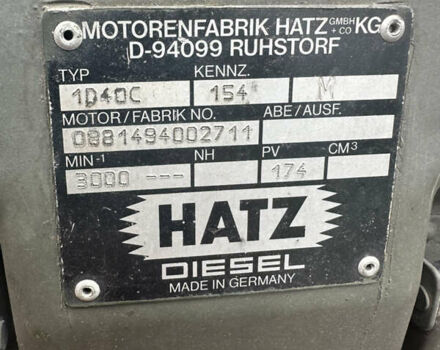 MOTORENFABRIK HATZ GMBH + CO KG
D-94099 RUHSTORF
TYP KENNZ.
1D40C 154 M
MOTOR/FABRIK NO. ABE/AUSF.
0881494002711
MIN-1 NH PV CM³
3000 --- 174
HATZ
DIESEL
MADE IN GERMANY